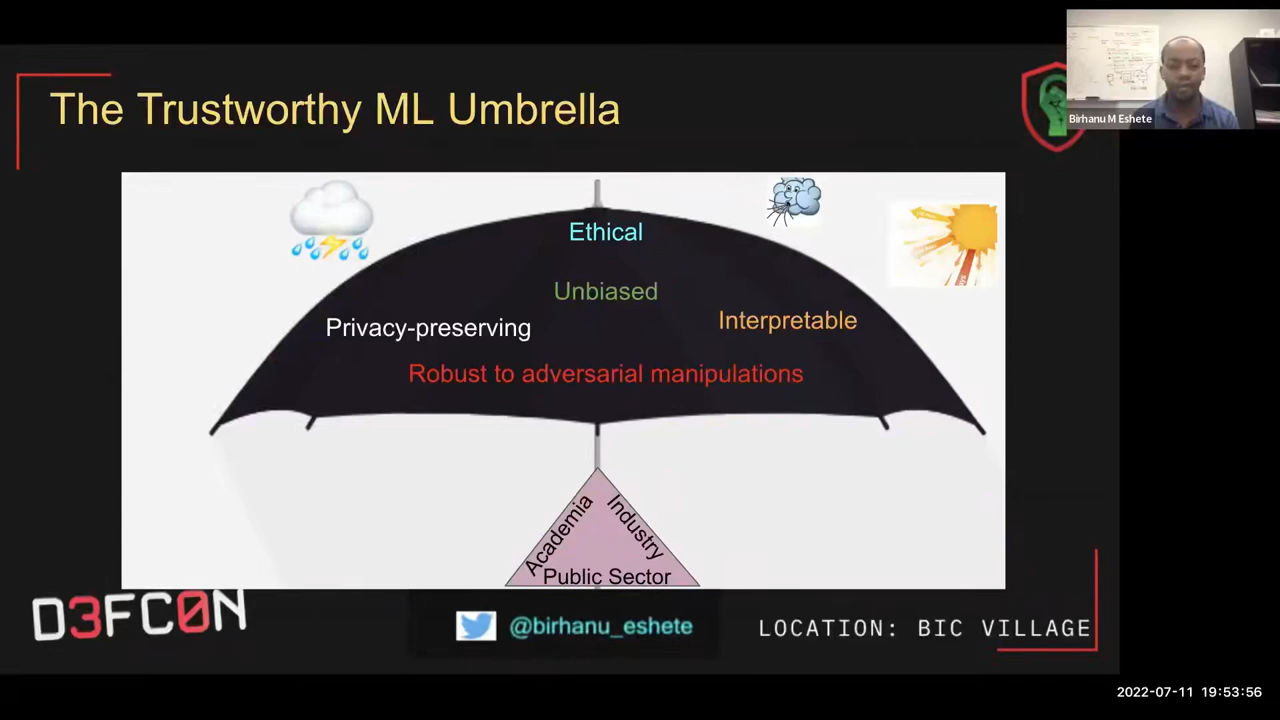 The Trustworthy ML Umbrella
Birhanu M Eshete
Ethical
Unbiased
Privacy-preserving
Interpretable
Robust to adversarial manipulations
Academia
Industry
Public Sector
D3FC0N
@birhanu_eshete
LOCATION: BIC VILLAGE
2022-07-11 19:53:56